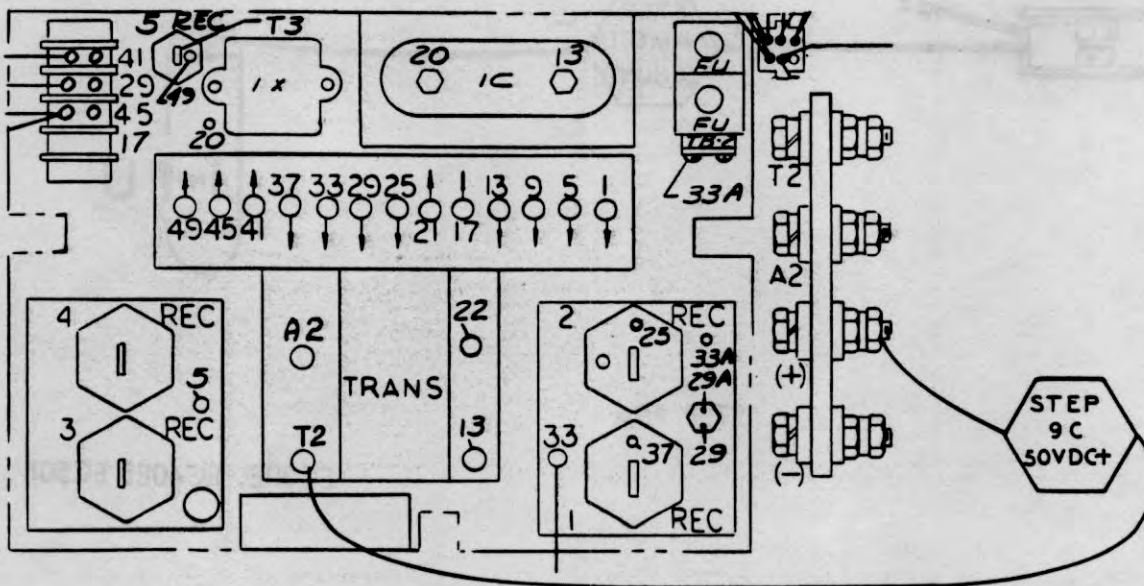 5 REC
T3
41
29
45
17
49
20
1 X
20
1C
13
FU
FU
TB-2
33A
T2
A2
(+)
(-)
37 33 29 25 13 9 5 1
49 45 41 21 17
4
REC
5
3
REC
A2
22
TRANS
T2
13
2
REC
25
33A
29A
29
33
37
1
REC
STEP
9C
50VDC+